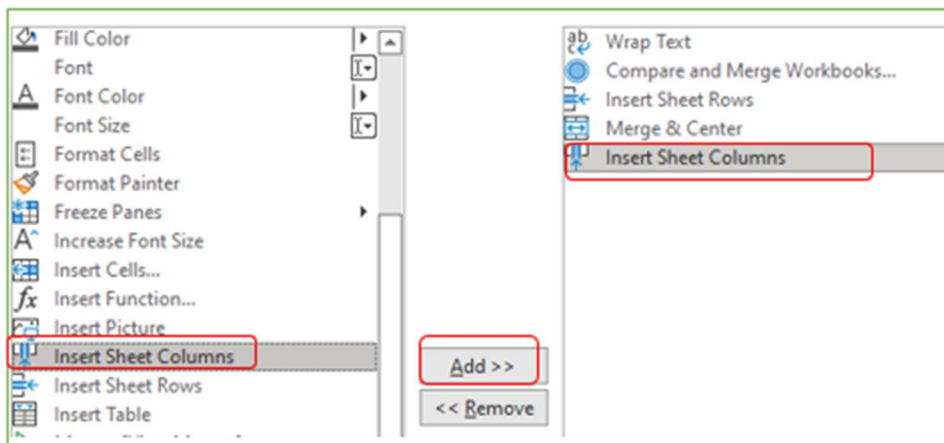 Fill Color
Font
Font Color
Font Size
Format Cells
Format Painter
Freeze Panes
Increase Font Size
Insert Cells...
fx Insert Function...
Insert Picture
Insert Sheet Columns
Insert Sheet Rows
Insert Table
Add >>
<< Remove
Wrap Text
Compare and Merge Workbooks...
Insert Sheet Rows
Merge & Center
Insert Sheet Columns